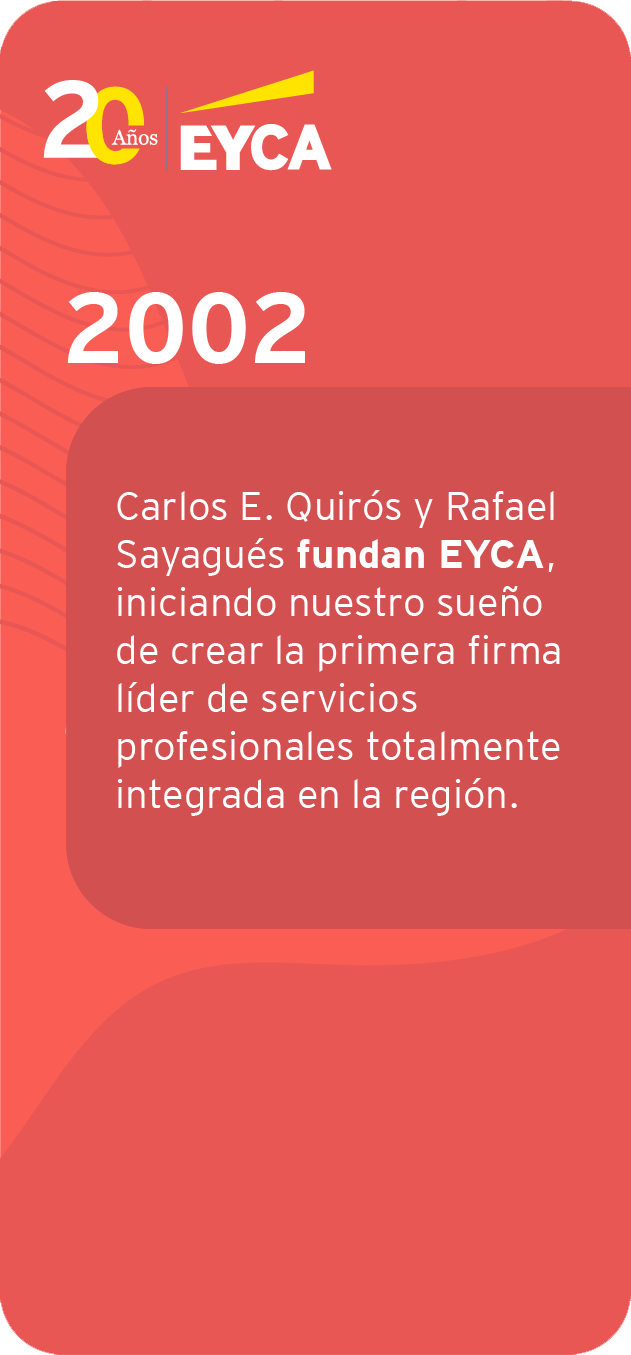 20 Años
EYCA
2002
Carlos E. Quirós y Rafael
Sayagués fundan EYCA,
iniciando nuestro sueño
de crear la primera firma
líder de servicios
profesionales totalmente
integrada en la región.